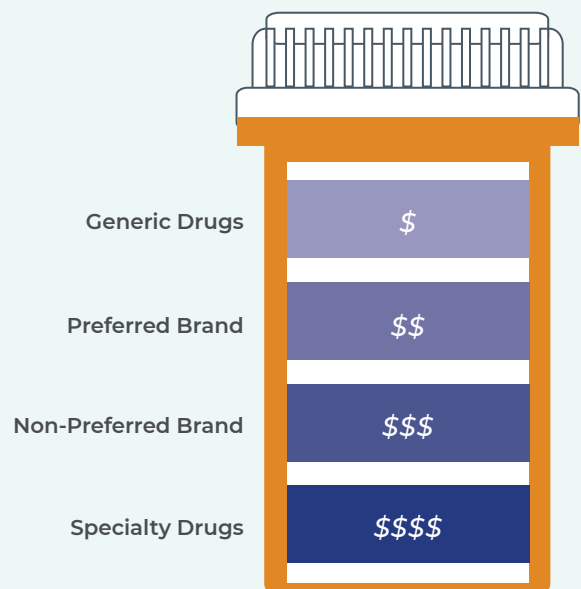 Generic Drugs $
Preferred Brand $$
Non-Preferred Brand $$$
Specialty Drugs $$$$